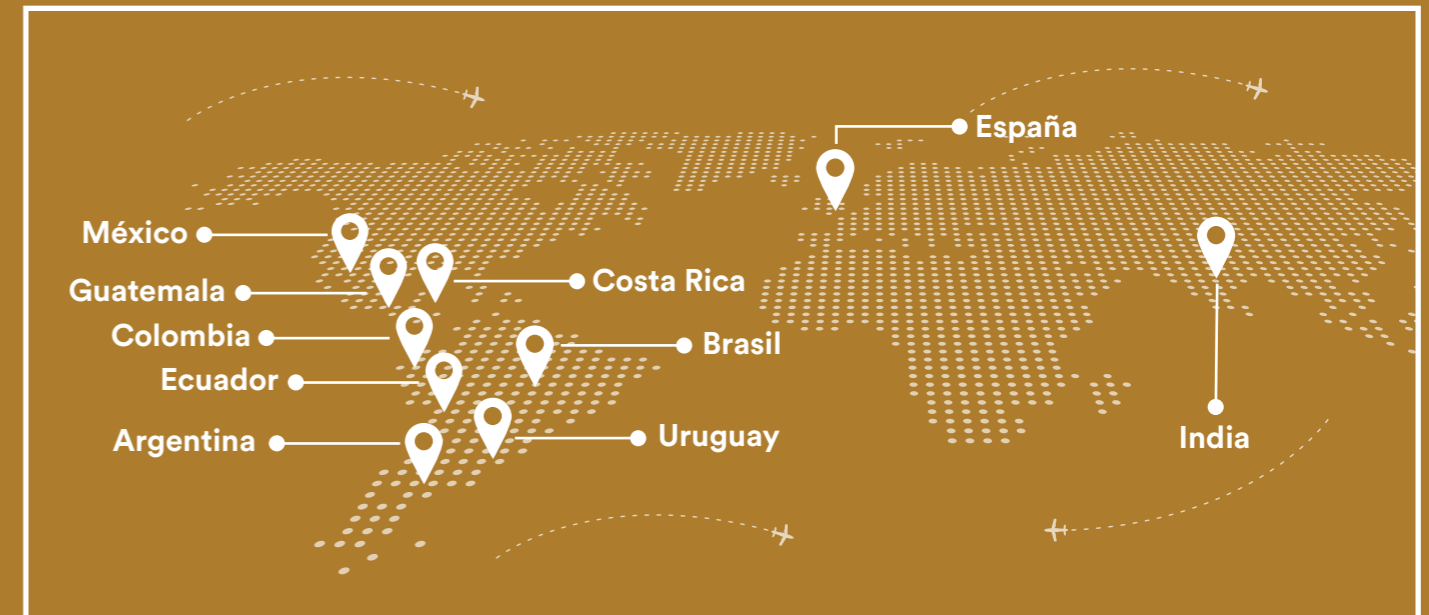 España
México
Guatemala
Costa Rica
Colombia
Brasil
Ecuador
Argentina
Uruguay
India